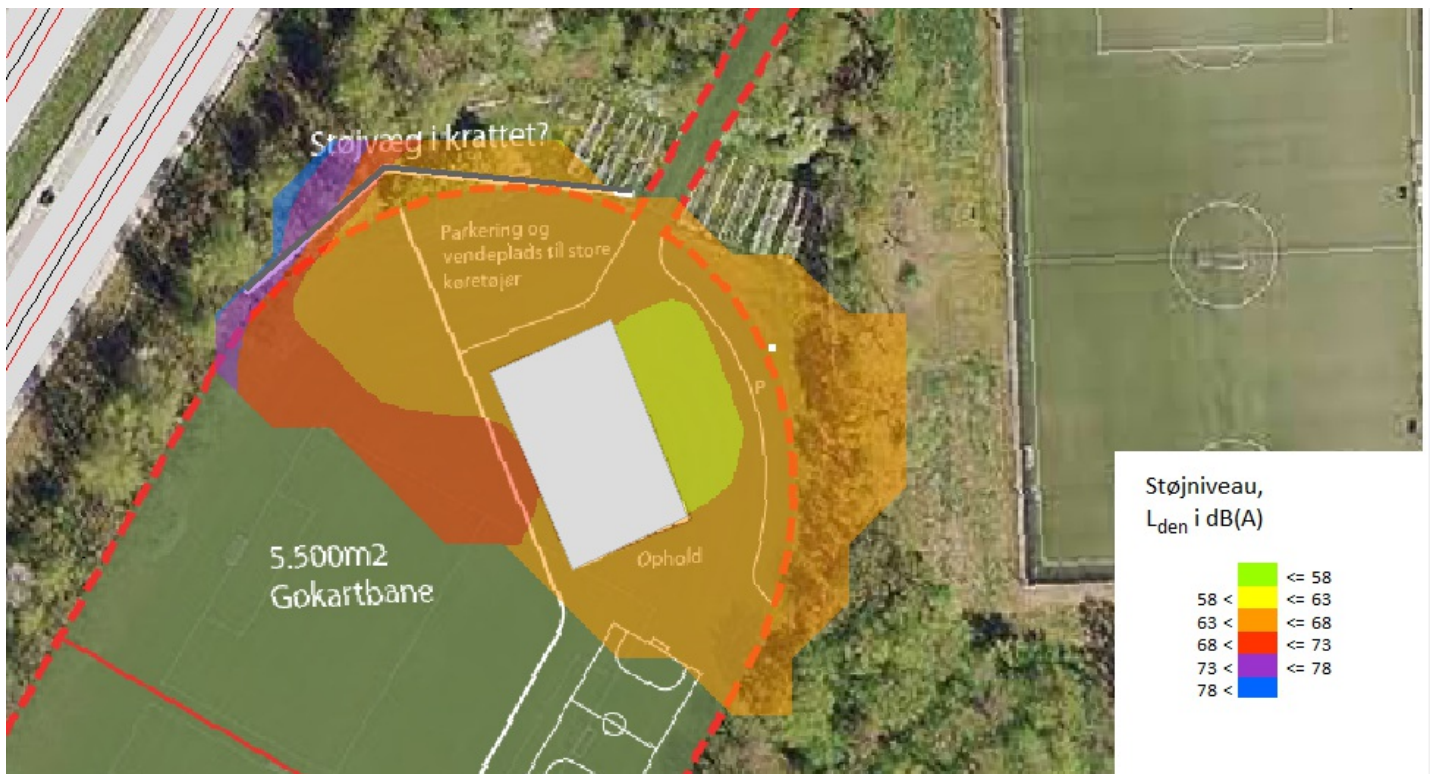 Støjvæg i krattet?
Parkering og
vendeplads til store
køretøjer
P
Ophold
5.500m2
Gokartbane
Støjniveau,
Lden i dB(A)
<= 58
58 < <= 63
63 < <= 68
68 < <= 73
73 < <= 78
78 <